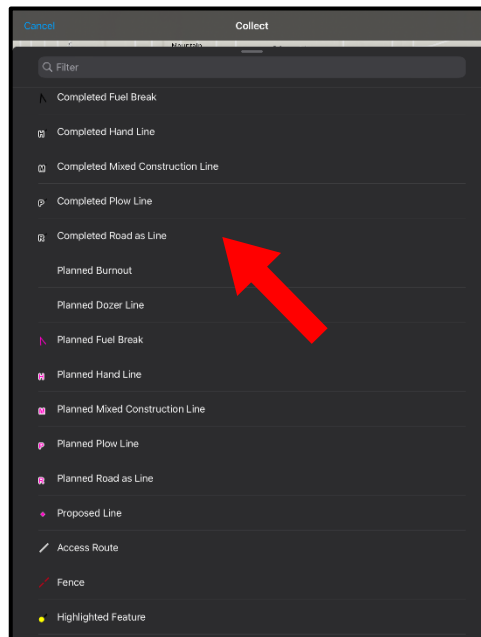 Cancel Collect
Mountain
Filter
Completed Fuel Break
H Completed Hand Line
M Completed Mixed Construction Line
P Completed Plow Line
R Completed Road as Line
Planned Burnout
Planned Dozer Line
Planned Fuel Break
H Planned Hand Line
M Planned Mixed Construction Line
P Planned Plow Line
R Planned Road as Line
Proposed Line
Access Route
Fence
Highlighted Feature